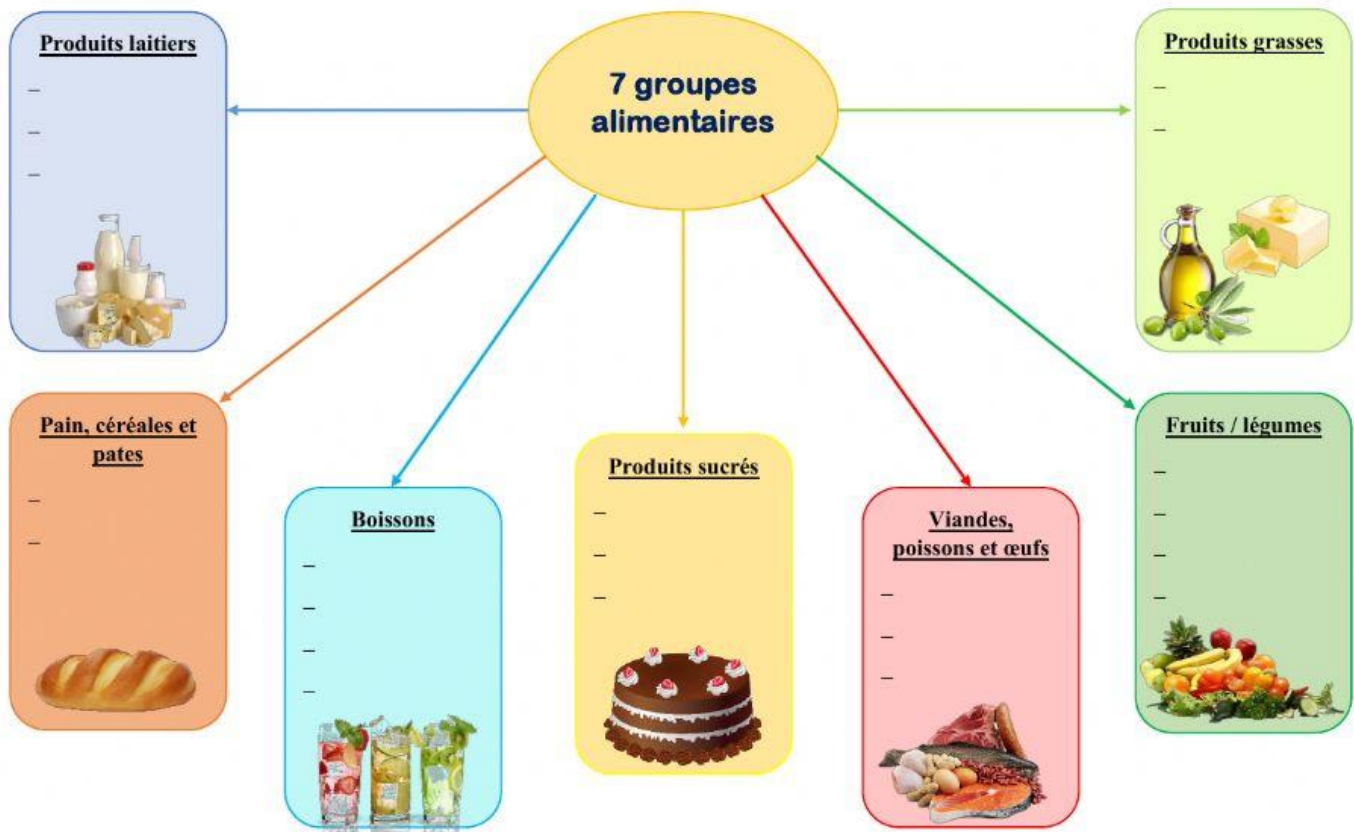 7 groupes
alimentaires
Produits laitiers
–
–
–
Produits grasses
–
–
Pain, céréales et
pates
–
–
Boissons
–
–
–
–
Produits sucrés
–
–
–
Viandes,
poissons et œufs
–
–
–
Fruits / légumes
–
–
–
–